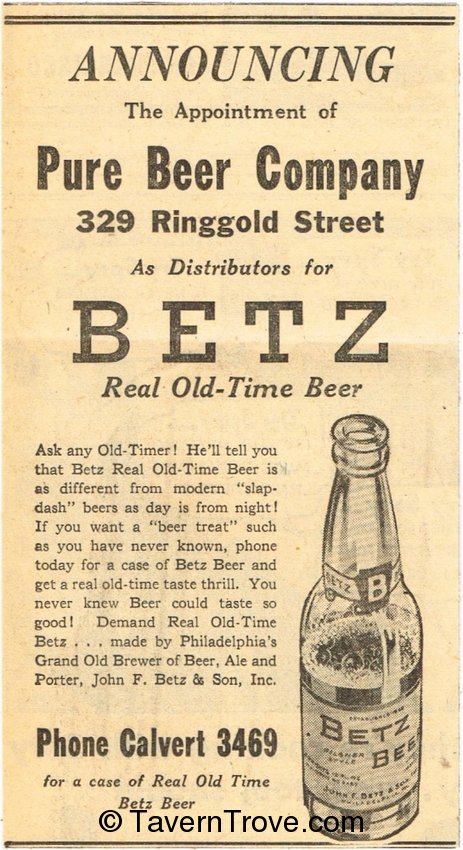 ANNOUNCING
The Appointment of
Pure Beer Company
329 Ringgold Street
As Distributors for
BETZ
Real Old-Time Beer
Ask any Old-Timer! He'll tell you
that Betz Real Old-Time Beer is
as different from modern "slap-
dash" beers as day is from night!
If you want a "beer treat" such
as you have never known, phone
today for a case of Betz Beer and
get a real old-time taste thrill. You
never knew Beer could taste so
good! Demand Real Old-Time
Betz . . . made by Philadelphia's
Grand Old Brewer of Beer, Ale and
Porter, John F. Betz & Son, Inc.
BETZ B
BETZ
PILSNER
STYLE
BEER
JOHN F. BETZ & SON
PHILADELPHIA
Phone Calvert 3469
for a case of Real Old Time
Betz Beer
© TavernTrove.com